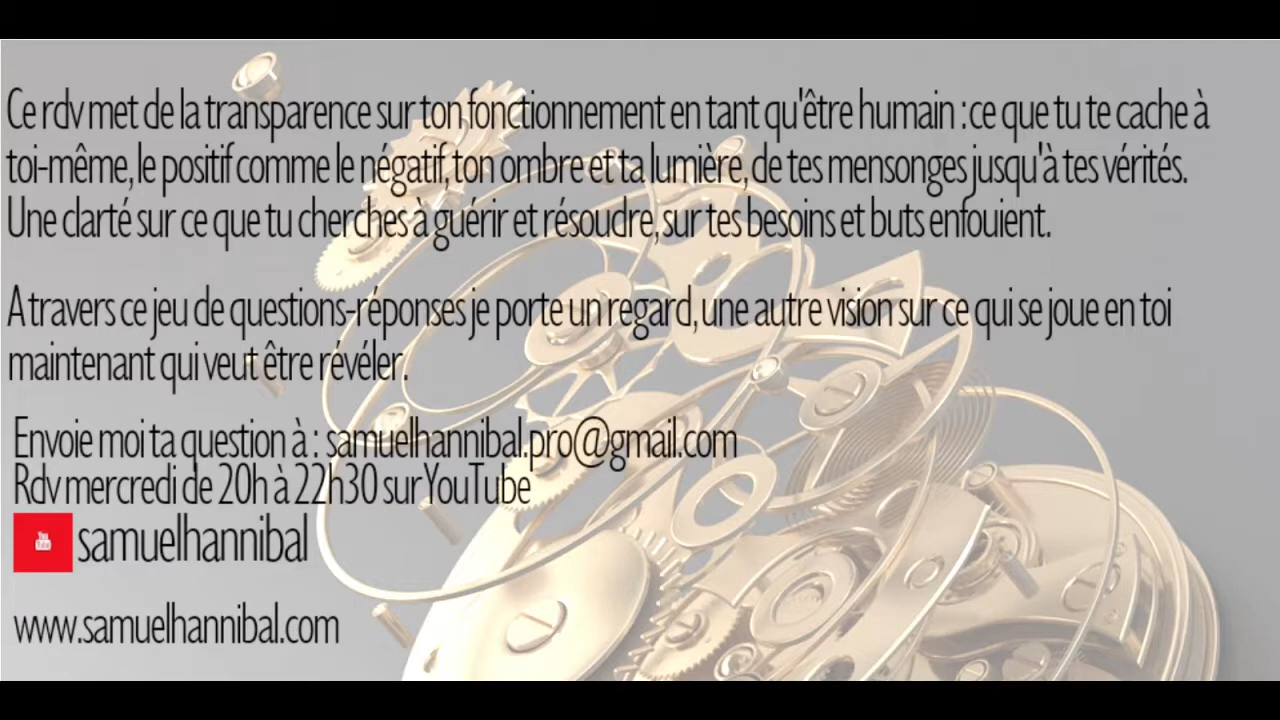 Ce rdv met de la transparence sur ton fonctionnement en tant qu'être humain : ce que tu te cache à
toi-même, le positif comme le négatif, ton ombre et ta lumière, de tes mensonges jusqu'à tes vérités.
Une clarté sur ce que tu cherches à guérir et résoudre, sur tes besoins et buts enfouient.
A travers ce jeu de questions-réponses je porte un regard, une autre vision sur ce qui se joue en toi
maintenant qui veut être révéler.
Envoie moi ta question à : samuelhannibal.pro@gmail.com
Rdv mercredi de 20h à 22h30 sur YouTube
You Tube samuelhannibal
www.samuelhannibal.com